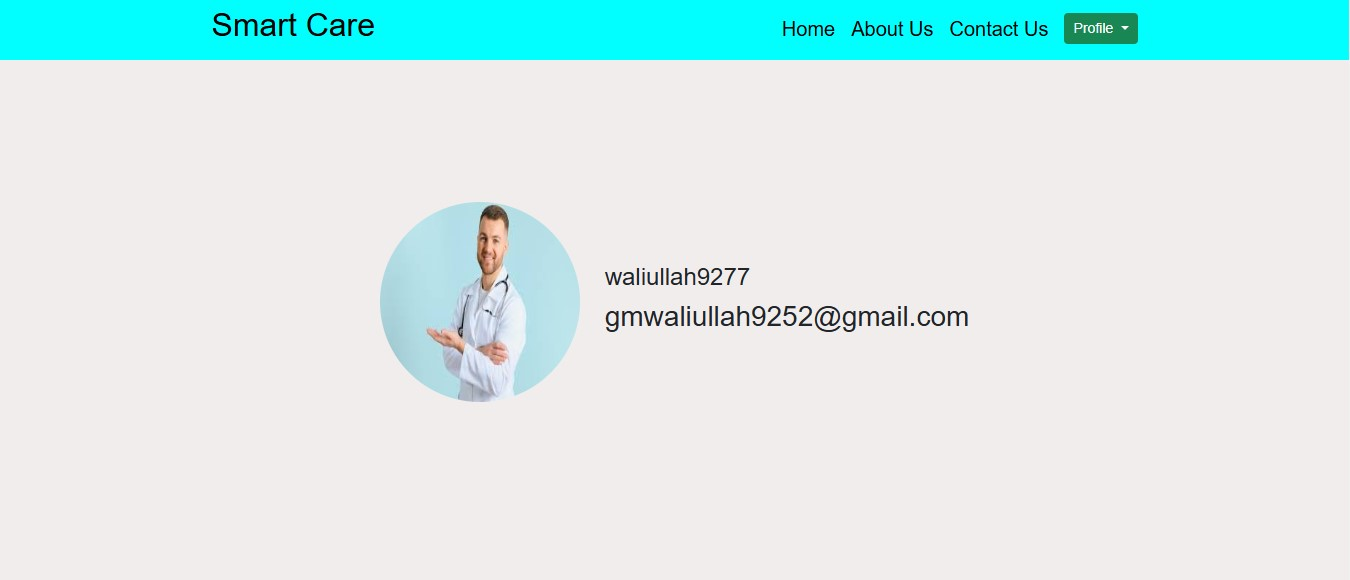 Smart Care
Home About Us Contact Us Profile
waliullah9277
gmwaliullah9252@gmail.com